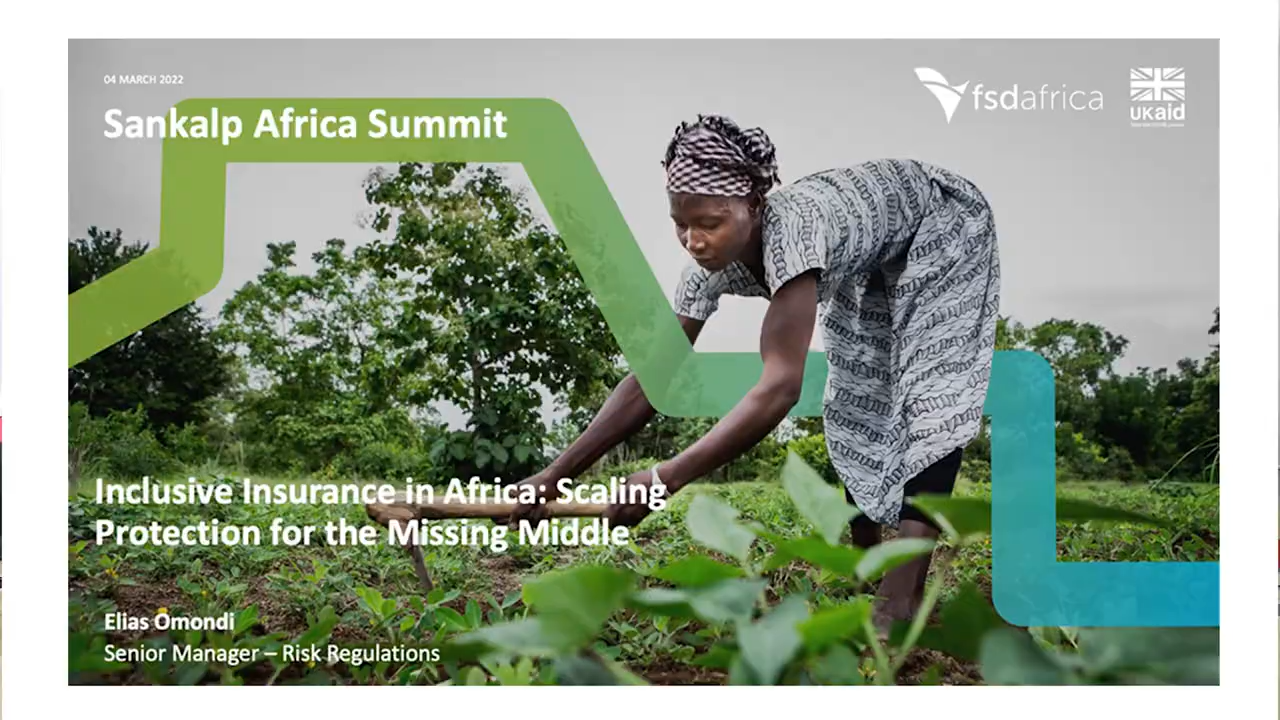 04 MARCH 2022
Sankalp Africa Summit
fsdafrica
UKaid
Inclusive Insurance in Africa: Scaling
Protection for the Missing Middle
Elias Omondi
Senior Manager – Risk Regulations